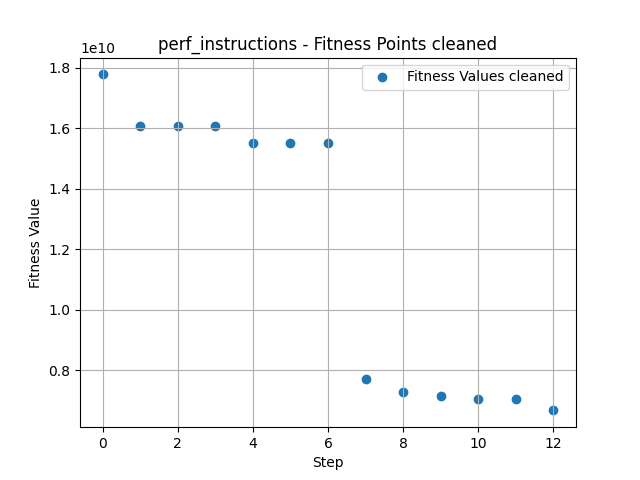 perf_instructions - Fitness Points cleaned
1e10
Fitness Values cleaned
1.8
1.6
1.4
1.2
1.0
0.8
Fitness Value
0 2 4 6 8 10 12
Step